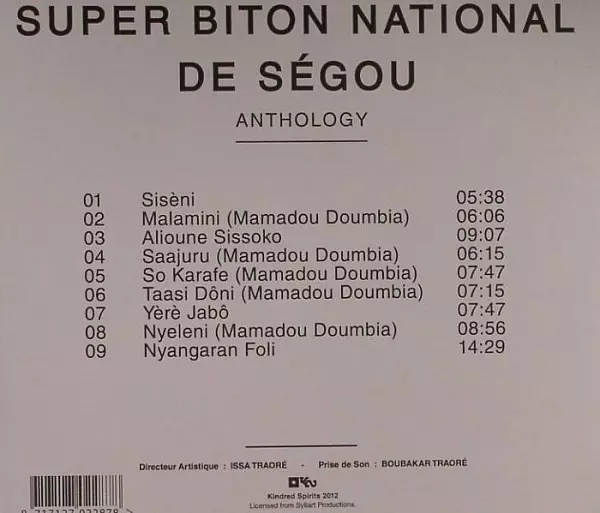 SUPER BITON NATIONAL
DE SÉGOU
ANTHOLOGY
01 Sisèni 05:38
02 Malamini (Mamadou Doumbia) 06:06
03 Alioune Sissoko 09:07
04 Saajuru (Mamadou Doumbia) 06:15
05 So Karafe (Mamadou Doumbia) 07:47
06 Taasi Dôni (Mamadou Doumbia) 07:15
07 Yèrè Jabô 07:47
08 Nyeleni (Mamadou Doumbia) 08:56
09 Nyangaran Foli 14:29
Directeur Artistique : ISSA TRAORÉ - Prise de Son : BOUBAKAR TRAORÉ
Kindred Spirits 2012
Licensed from Syllart Productions.